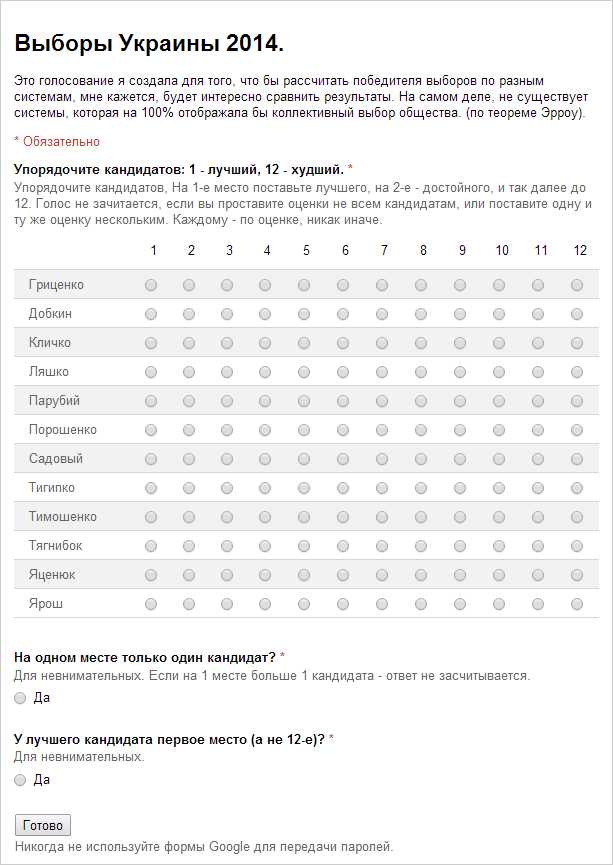 Выборы Украины 2014.
Это голосование я создала для того, что бы рассчитать победителя выборов по разным
системам, мне кажется, будет интересно сравнить результаты. На самом деле, не существует
системы, которая на 100% отображала бы коллективный выбор общества. (по теореме Эрроу).
* Обязательно
Упорядочите кандидатов: 1 - лучший, 12 - худший. *
Упорядочите кандидатов, На 1-е место поставьте лучшего, на 2-е - достойного, и так далее до
12. Голос не зачитается, если вы проставите оценки не всем кандидатам, или поставите одну и
ту же оценку нескольким. Каждому - по оценке, никак иначе.
1 2 3 4 5 6 7 8 9 10 11 12
Гриценко
Добкин
Кличко
Ляшко
Парубий
Порошенко
Садовый
Тигипко
Тимошенко
Тягнибок
Яценюк
Ярош
На одном месте только один кандидат? *
Для невнимательных. Если на 1 месте больше 1 кандидата - ответ не засчитывается.
Да
У лучшего кандидата первое место (а не 12-е)? *
Для невнимательных.
Да
Готово
Никогда не используйте формы Google для передачи паролей.